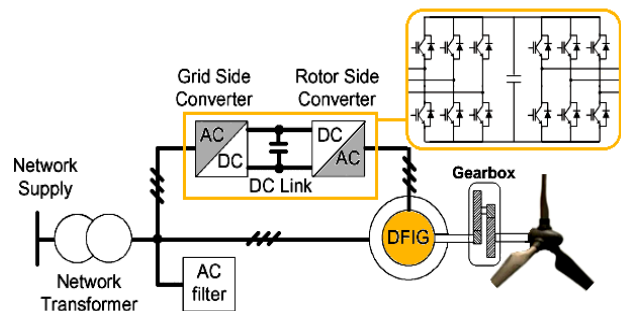 Grid Side
Converter
Rotor Side
Converter
AC
DC
DC
AC
DC Link
Network
Supply
Gearbox
DFIG
Network
Transformer
AC
filter